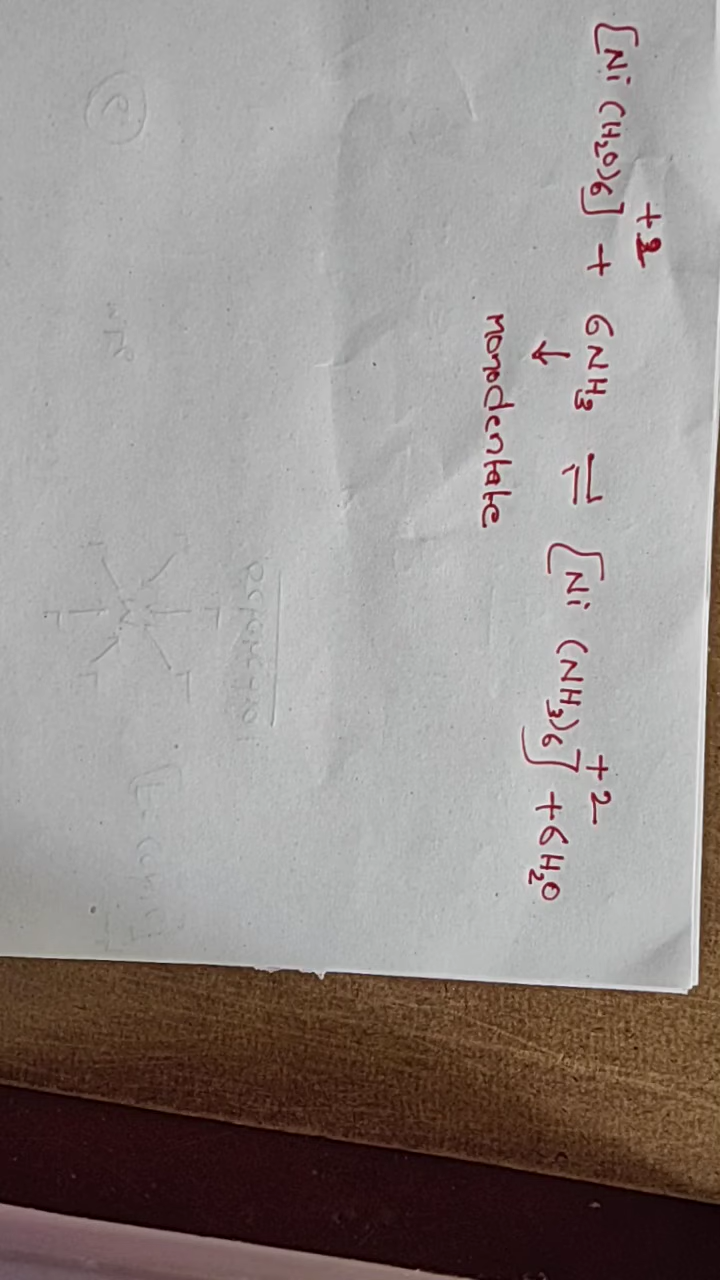 [Ni (H₂O)₆]⁺² + 6NH₃ ⇌ [Ni (NH₃)₆]⁺² + 6H₂O
↓
monodentate